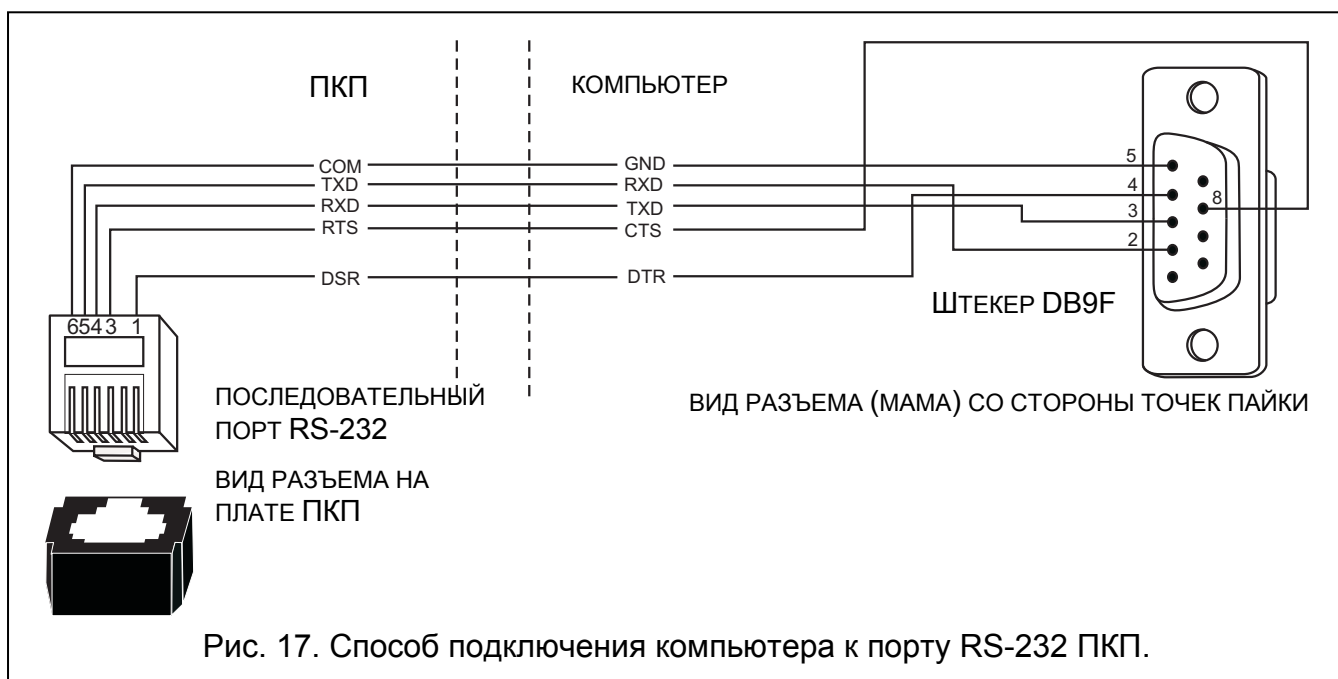 ПКП
КОМПЬЮТЕР
COM GND 5
TXD RXD 4
RXD TXD 3 8
RTS CTS 2
DSR DTR
ШТЕКЕР DB9F
6543 1
ПОСЛЕДОВАТЕЛЬНЫЙ
ПОРТ RS-232
ВИД РАЗЪЕМА (МАМА) СО СТОРОНЫ ТОЧЕК ПАЙКИ
ВИД РАЗЪЕМА НА
ПЛАТЕ ПКП
Рис. 17. Способ подключения компьютера к порту RS-232 ПКП.